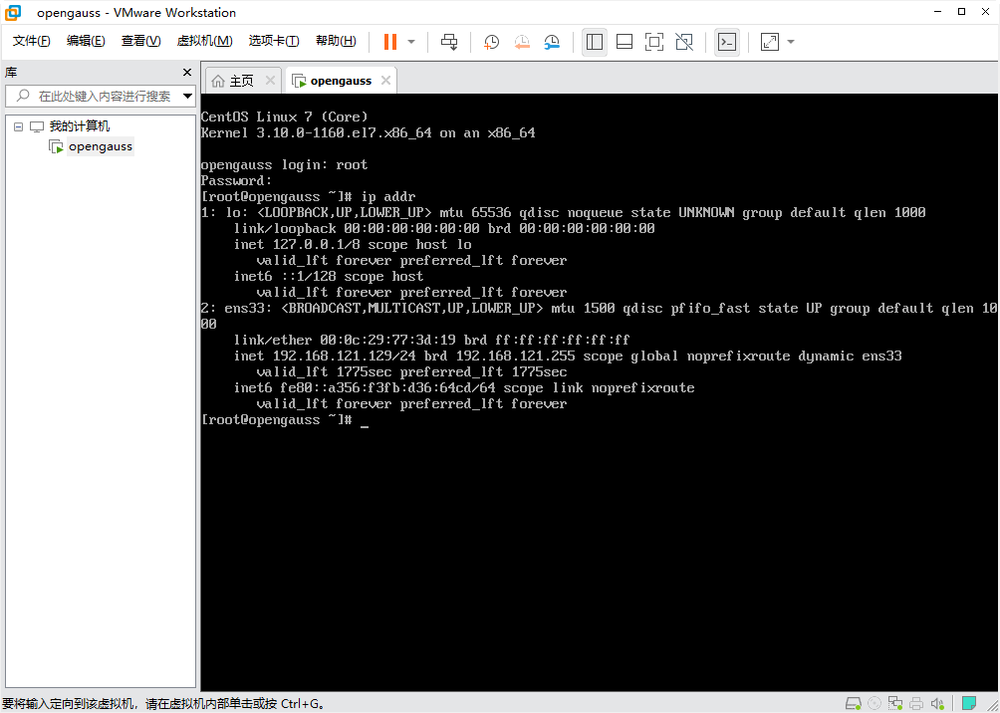 opengauss - VMware Workstation
文件(F) 编辑(E) 查看(V) 虚拟机(M) 选项卡(T) 帮助(H)
库
主页
opengauss
在此处键入内容进行搜索
我的计算机
opengauss
CentOS Linux 7 (Core)
Kernel 3.10.0-1160.el7.x86_64 on an x86_64
opengauss login: root
Password:
[root@opengauss ~]# ip addr
1: lo: <LOOPBACK,UP,LOWER_UP> mtu 65536 qdisc noqueue state UNKNOWN group default qlen 1000
link/loopback 00:00:00:00:00:00 brd 00:00:00:00:00:00
inet 127.0.0.1/8 scope host lo
valid_lft forever preferred_lft forever
inet6 ::1/128 scope host
valid_lft forever preferred_lft forever
2: ens33: <BROADCAST,MULTICAST,UP,LOWER_UP> mtu 1500 qdisc pfifo_fast state UP group default qlen 10
00
link/ether 00:0c:29:77:3d:19 brd ff:ff:ff:ff:ff:ff
inet 192.168.121.129/24 brd 192.168.121.255 scope global noprefixroute dynamic ens33
valid_lft 1775sec preferred_lft 1775sec
inet6 fe80::a356:f3fb:d36:64cd/64 scope link noprefixroute
valid_lft forever preferred_lft forever
[root@opengauss ~]# _
要将输入定向到该虚拟机，请在虚拟机内部单击或按 Ctrl+G。